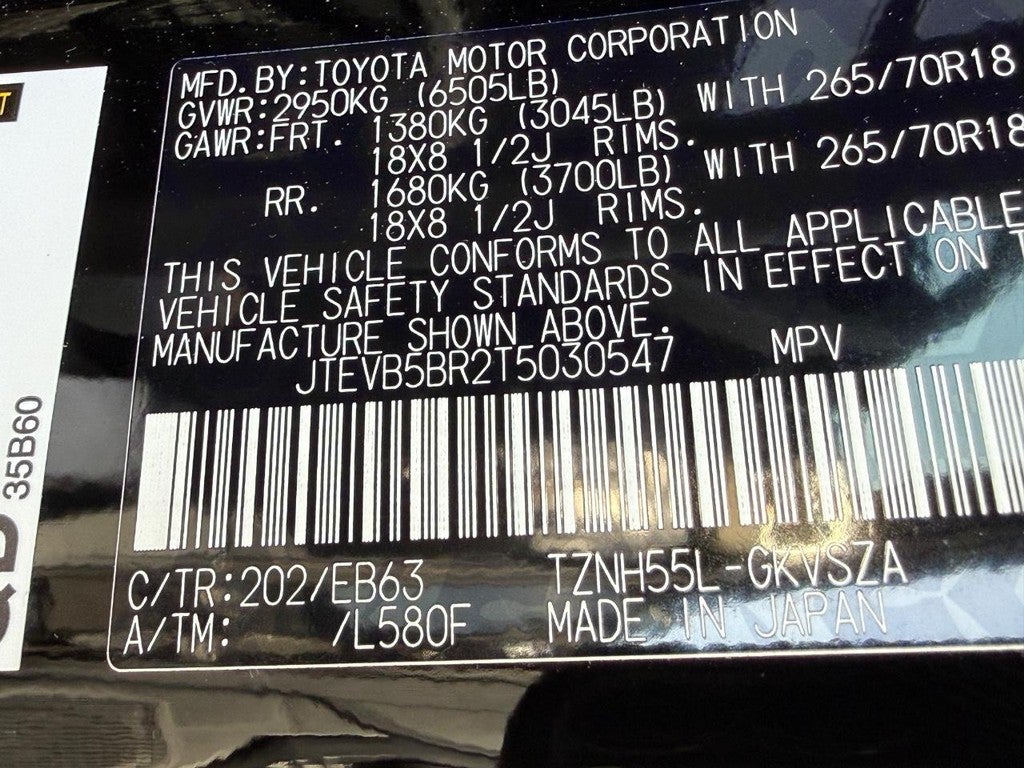 MFD.BY:TOYOTA MOTOR CORPORATION
GVWR:2950KG (6505LB)
GAWR:FRT. 1380KG (3045LB) WITH 265/70R18
18X8 1/2J RIMS.
RR. 1680KG (3700LB) WITH 265/70R18
18X8 1/2J RIMS.
THIS VEHICLE CONFORMS TO ALL APPLICABLE
VEHICLE SAFETY STANDARDS IN EFFECT ON
MANUFACTURE SHOWN ABOVE.
JTEVB5BR2T5030547 MPV
C/TR:202/EB63 TZNH55L-GKVSZA
A/TM: /L580F MADE IN JAPAN
35B60